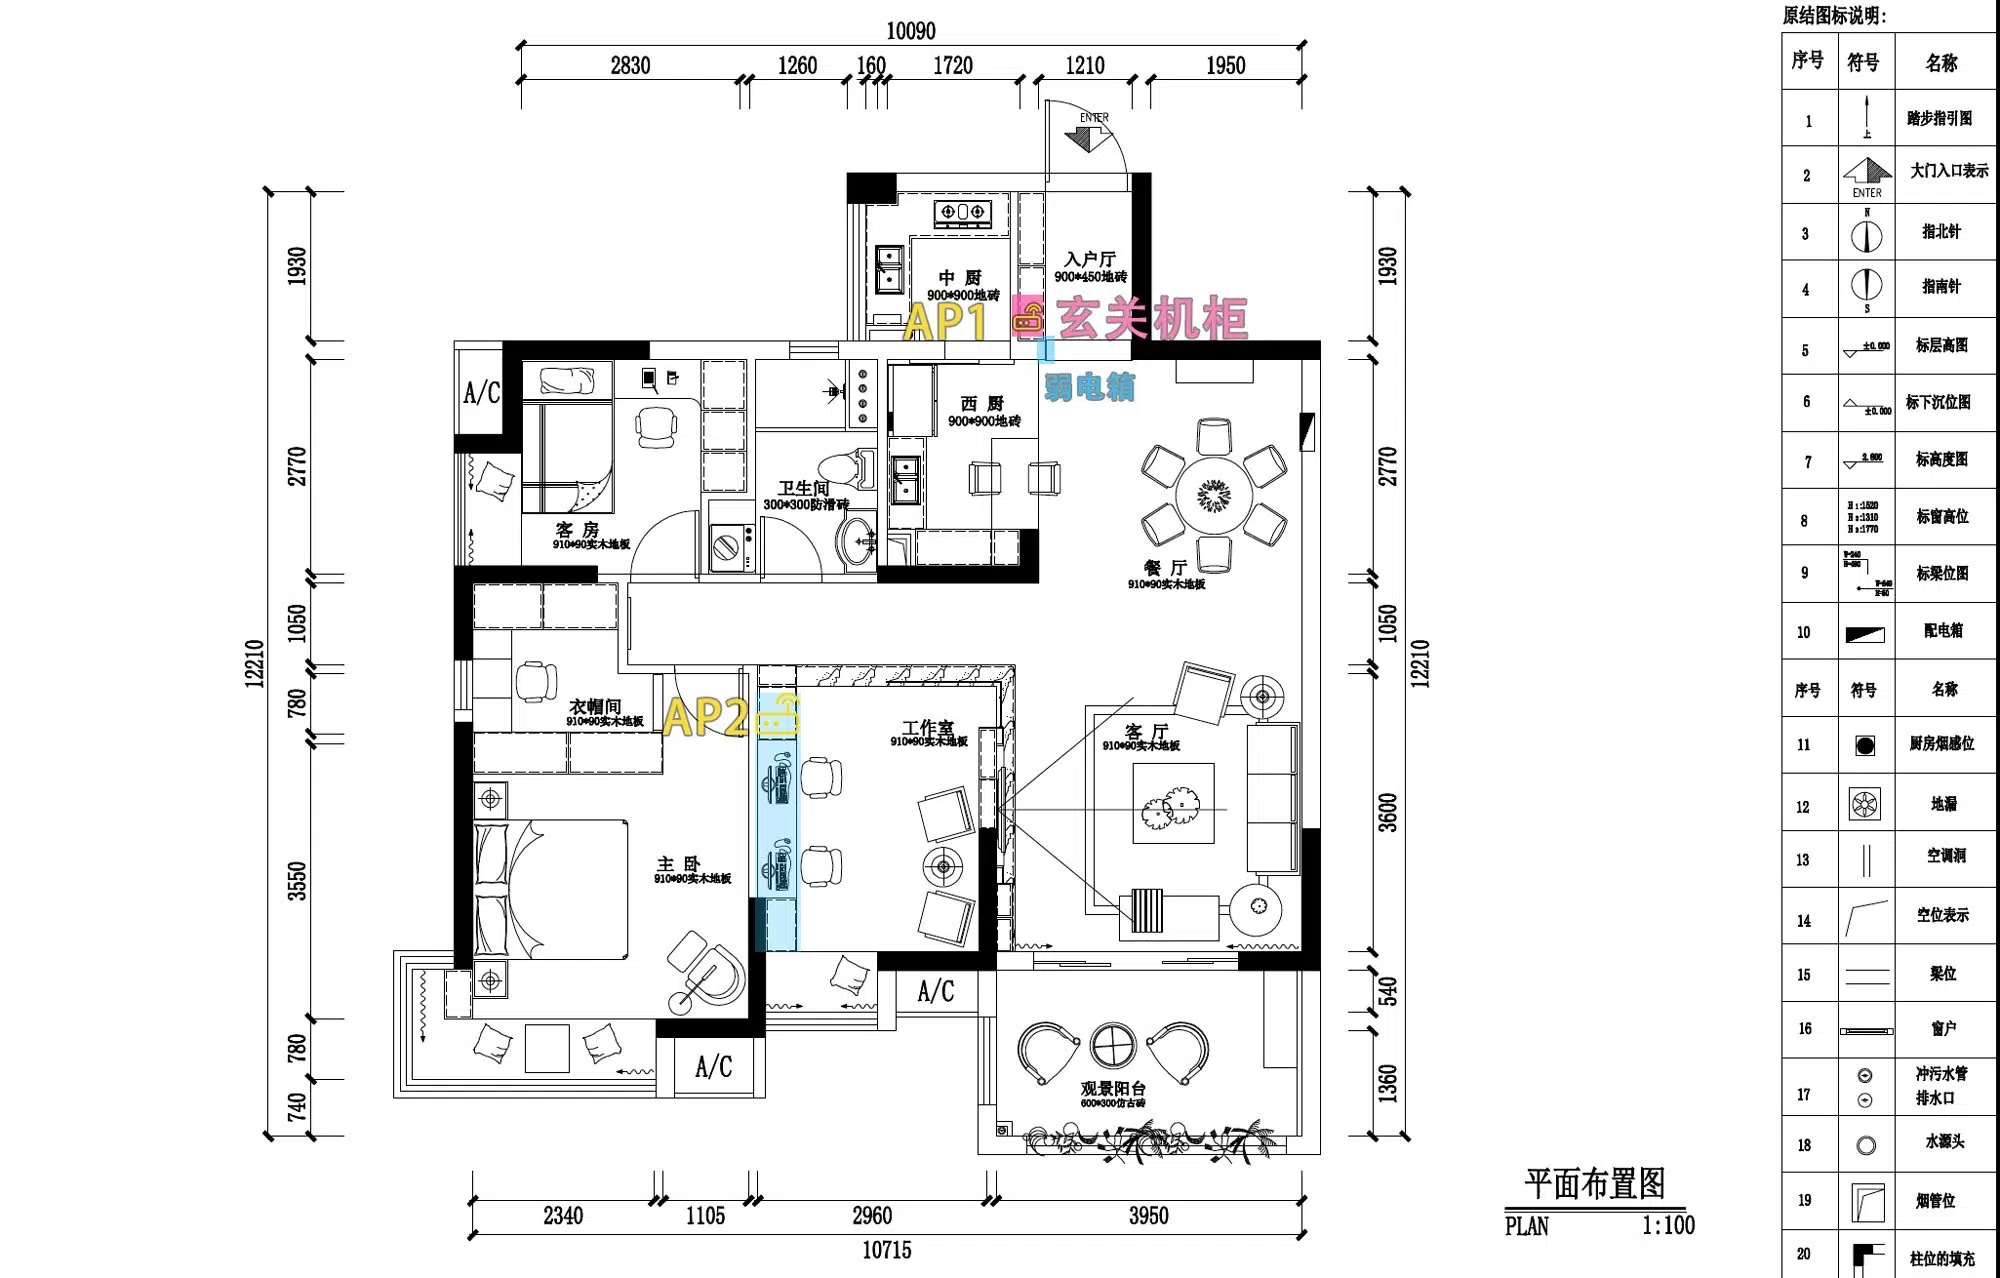 10090
2830 1260 160 1720 1210 1950
ENTER
12210
1930
2770
1050
780
3550
780
740
入户厅
900*450地砖
中 厨
900*900地砖
AP1
玄关机柜
弱电箱
A/C
西 厨
900*900地砖
卫生间
300*300防滑砖
客 房
910*90实木地板
餐 厅
910*90实木地板
衣帽间
910*90实木地板
AP2
工作室
910*90实木地板
客 厅
910*90实木地板
主 卧
910*90实木地板
A/C
A/C
观景阳台
600*300仿古砖
1930
2770
1050
3600
540
1360
12210
2340 1105 2960 3950
10715
平面布置图
PLAN 1:100
原结图标说明:
序号 符号 名称
1 上 踏步指引图
2 ENTER 大门入口表示
3 N 指北针
4 S 指南针
5 ±0.000 标层高图
6 ±0.000 标下沉位图
7 2.800 标高度图
8 H1:1520 H2:1310 H3:1770 标窗高位
9 标梁位图
10 配电箱
序号 符号 名称
11 厨房烟感位
12 地漏
13 空调洞
14 空位表示
15 梁位
16 窗户
17 冲污水管
排水口
18 水源头
19 烟管位
20 柱位的填充